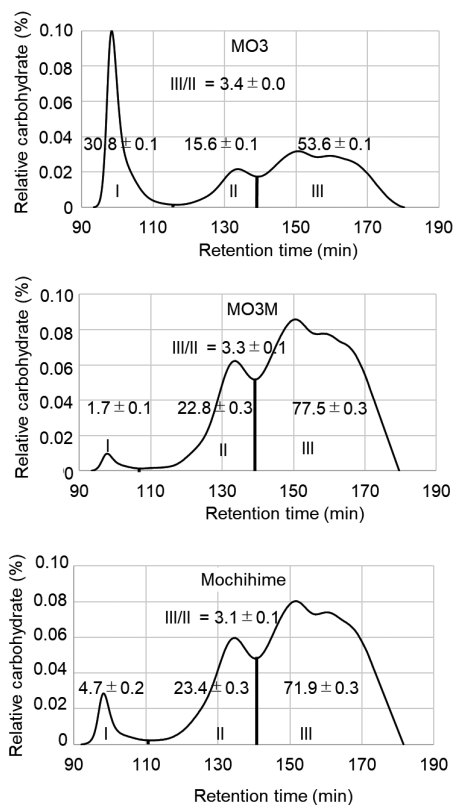 Relative carbohydrate (%)
0.10
0.08
0.06
0.04
0.02
0
MO3
III/II = 3.4 ± 0.0
30.8 ± 0.1
15.6 ± 0.1
53.6 ± 0.1
I
II
III
90
110
130
150
170
190
Retention time (min)
Relative carbohydrate (%)
0.10
0.08
0.06
0.04
0.02
0
MO3M
III/II = 3.3 ± 0.1
1.7 ± 0.1
22.8 ± 0.3
77.5 ± 0.3
I
II
III
90
110
130
150
170
190
Retention time (min)
Relative carbohydrate (%)
0.10
0.08
0.06
0.04
0.02
0
Mochihime
III/II = 3.1 ± 0.1
4.7 ± 0.2
23.4 ± 0.3
71.9 ± 0.3
I
II
III
90
110
130
150
170
190
Retention time (min)